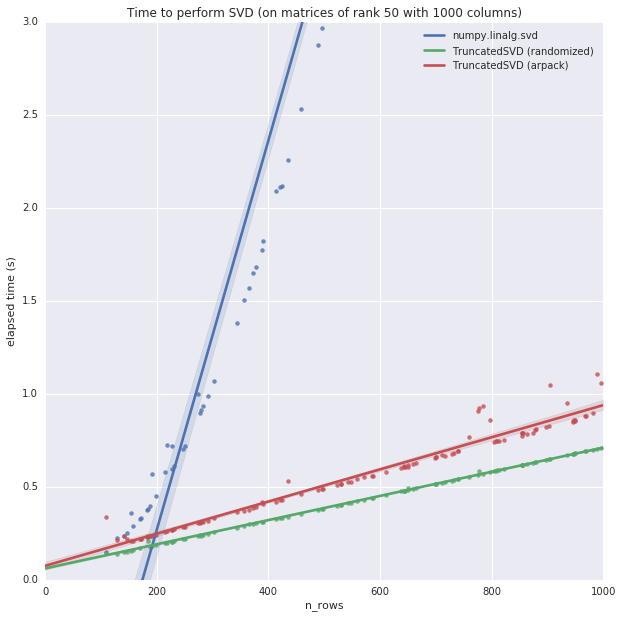 Time to perform SVD (on matrices of rank 50 with 1000 columns)
numpy.linalg.svd
TruncatedSVD (randomized)
TruncatedSVD (arpack)
elapsed time (s)
3.0
2.5
2.0
1.5
1.0
0.5
0.0
0
200
400
600
800
1000
n_rows